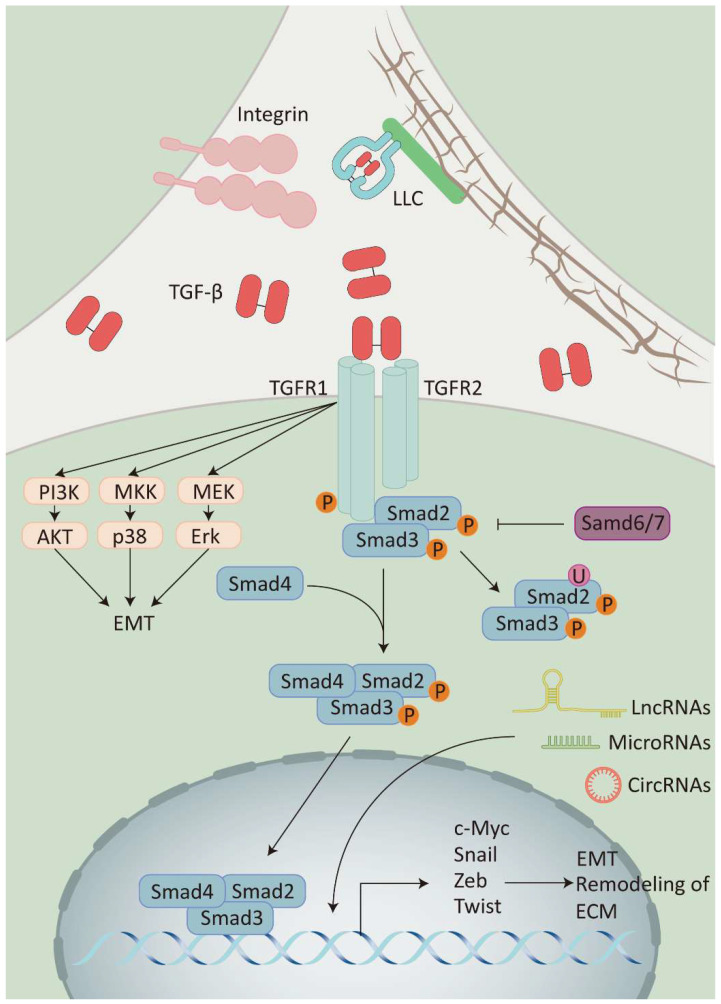 Integrin
LLC
TGF-β
TGFR1
TGFR2
PI3K
MKK
MEK
AKT
p38
Erk
EMT
P
Smad2
P
Smad3
P
Samd6/7
Smad4
U
Smad2
P
Smad3
P
Smad4
Smad2
P
Smad3
P
LncRNAs
MicroRNAs
CircRNAs
Smad4
Smad2
Smad3
c-Myc
Snail
Zeb
Twist
EMT
Remodeling of
ECM